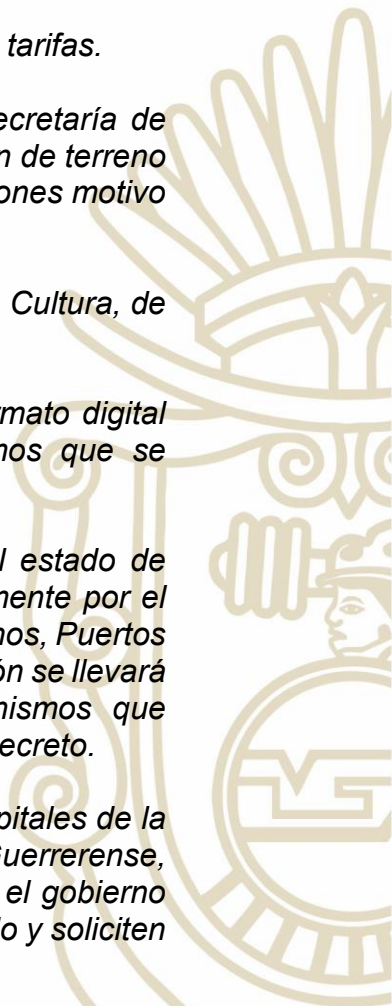 tarifas.
ecretaría de
n de terreno
ones motivo
Cultura, de
rmato digital
nos que se
l estado de
mente por el
nos, Puertos
ón se llevará
nismos que
ecreto.
pitales de la
Guerrerense,
el gobierno
o y soliciten